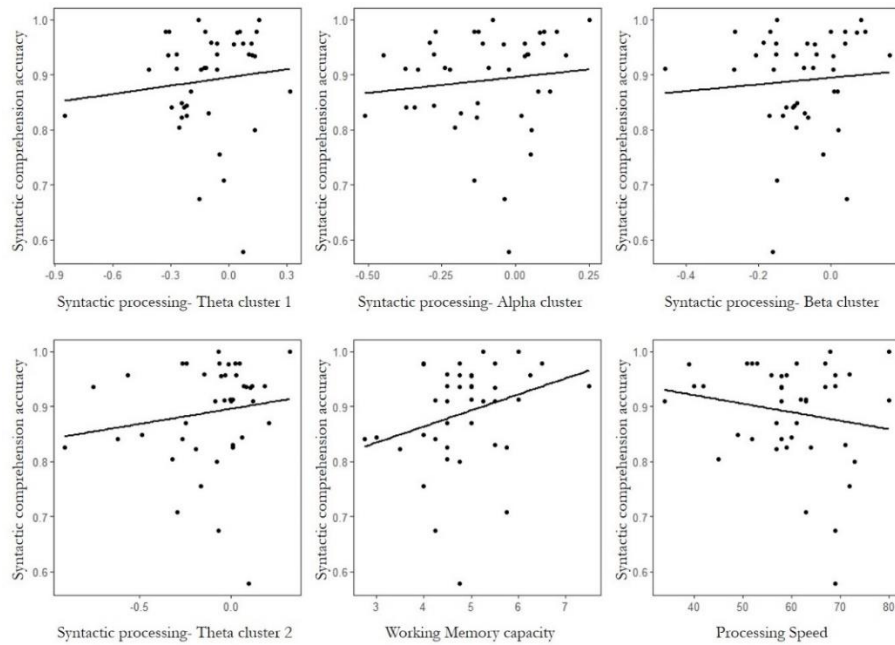 Syntactic comprehension accuracy
1.0
0.9
0.8
0.7
0.6
-0.9 -0.6 -0.3 0.0 0.3
Syntactic processing- Theta cluster 1
Syntactic comprehension accuracy
1.0
0.9
0.8
0.7
0.6
-0.50 -0.25 0.00 0.25
Syntactic processing- Alpha cluster
Syntactic comprehension accuracy
1.0
0.9
0.8
0.7
0.6
-0.4 -0.2 0.0
Syntactic processing- Beta cluster
Syntactic comprehension accuracy
1.0
0.9
0.8
0.7
0.6
-0.5 0.0
Syntactic processing- Theta cluster 2
Syntactic comprehension accuracy
1.0
0.9
0.8
0.7
0.6
3 4 5 6 7
Working Memory capacity
Syntactic comprehension accuracy
1.0
0.9
0.8
0.7
0.6
40 50 60 70 80
Processing Speed